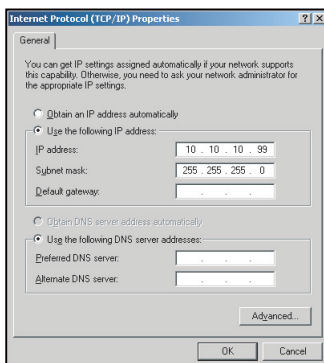 Internet Protocol (TCP/IP) Properties
General
You can get IP settings assigned automatically if your network supports
this capability. Otherwise, you need to ask your network administrator for
the appropriate IP settings.
Obtain an IP address automatically
Use the following IP address:
IP address: 10 . 10 . 10 . 99
Subnet mask: 255 . 255 . 255 . 0
Default gateway: . . .
Obtain DNS server address automatically
Use the following DNS server addresses:
Preferred DNS server: . . .
Alternate DNS server: . . .
Advanced...
OK Cancel